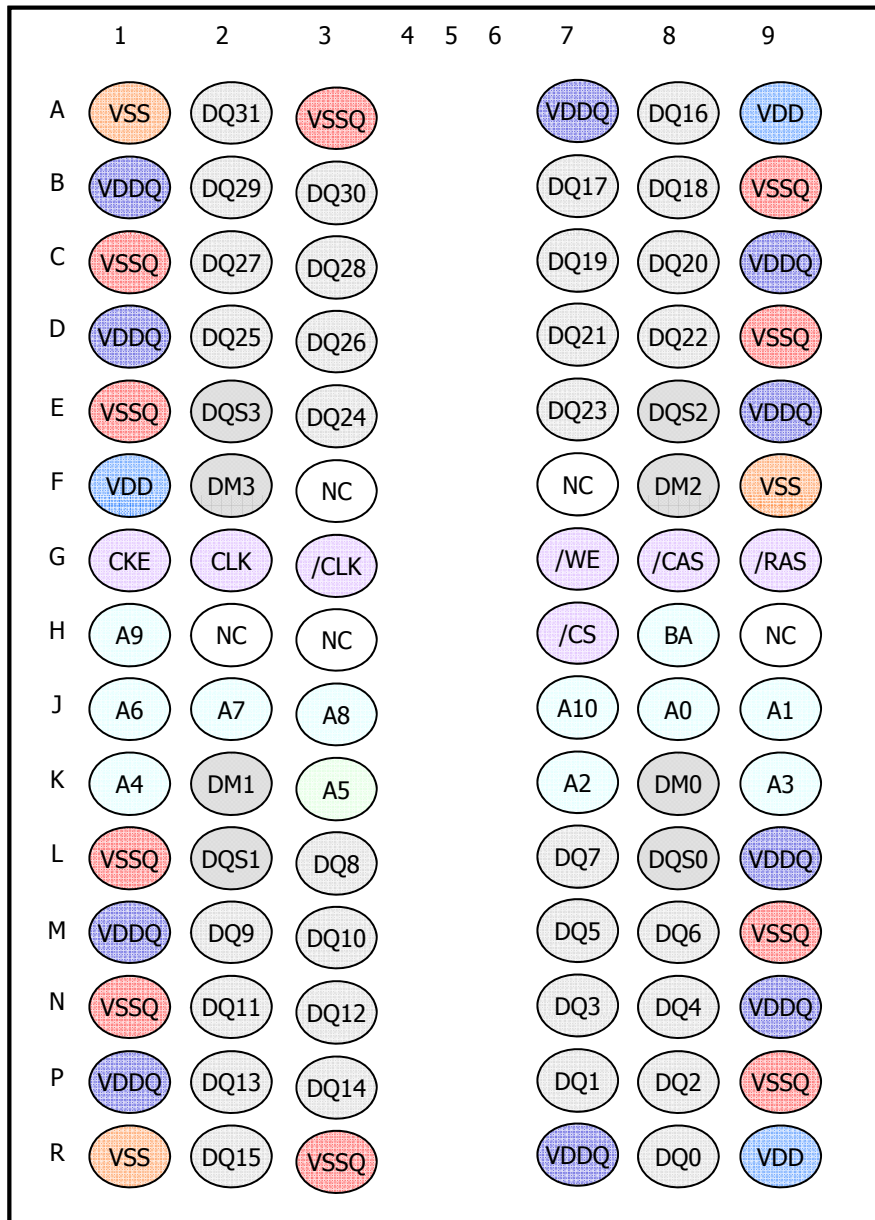 1 2 3 4 5 6 7 8 9
A VSS DQ31 VSSQ VDDQ DQ16 VDD
B VDDQ DQ29 DQ30 DQ17 DQ18 VSSQ
C VSSQ DQ27 DQ28 DQ19 DQ20 VDDQ
D VDDQ DQ25 DQ26 DQ21 DQ22 VSSQ
E VSSQ DQS3 DQ24 DQ23 DQS2 VDDQ
F VDD DM3 NC NC DM2 VSS
G CKE CLK /CLK /WE /CAS /RAS
H A9 NC NC /CS BA NC
J A6 A7 A8 A10 A0 A1
K A4 DM1 A5 A2 DM0 A3
L VSSQ DQS1 DQ8 DQ7 DQS0 VDDQ
M VDDQ DQ9 DQ10 DQ5 DQ6 VSSQ
N VSSQ DQ11 DQ12 DQ3 DQ4 VDDQ
P VDDQ DQ13 DQ14 DQ1 DQ2 VSSQ
R VSS DQ15 VSSQ VDDQ DQ0 VDD